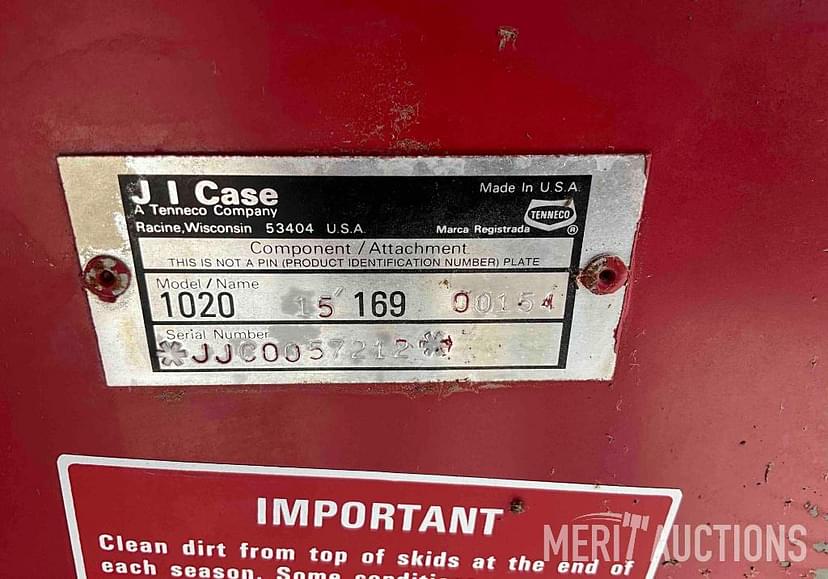 J I Case
A Tenneco Company
Racine, Wisconsin 53404 U.S.A.
Made In U.S.A.
TENNECO
Marca Registrada ®
Component/Attachment
THIS IS NOT A PIN (PRODUCT IDENTIFICATION NUMBER) PLATE
Model/Name
1020 15' 169 00154
Serial Number
*JJC0057212*
IMPORTANT
Clean dirt from top of skids at the end of
each season. Some
MERIT AUCTIONS